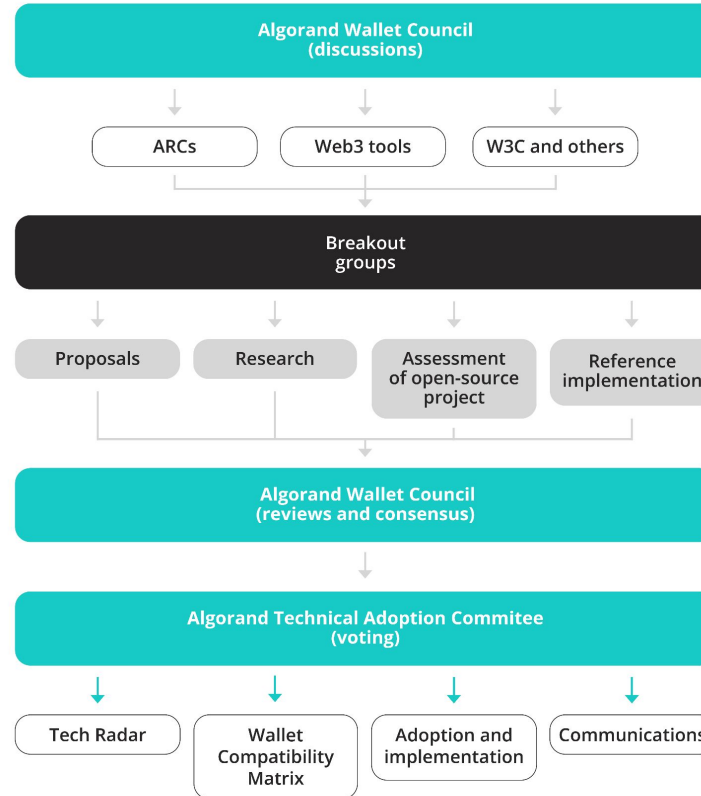 Algorand Wallet Council
(discussions)
ARCs
Web3 tools
W3C and others
Breakout
groups
Proposals
Research
Assessment
of open-source
project
Reference
implementation
Algorand Wallet Council
(reviews and consensus)
Algorand Technical Adoption Commitee
(voting)
Tech Radar
Wallet
Compatibility
Matrix
Adoption and
implementation
Communications